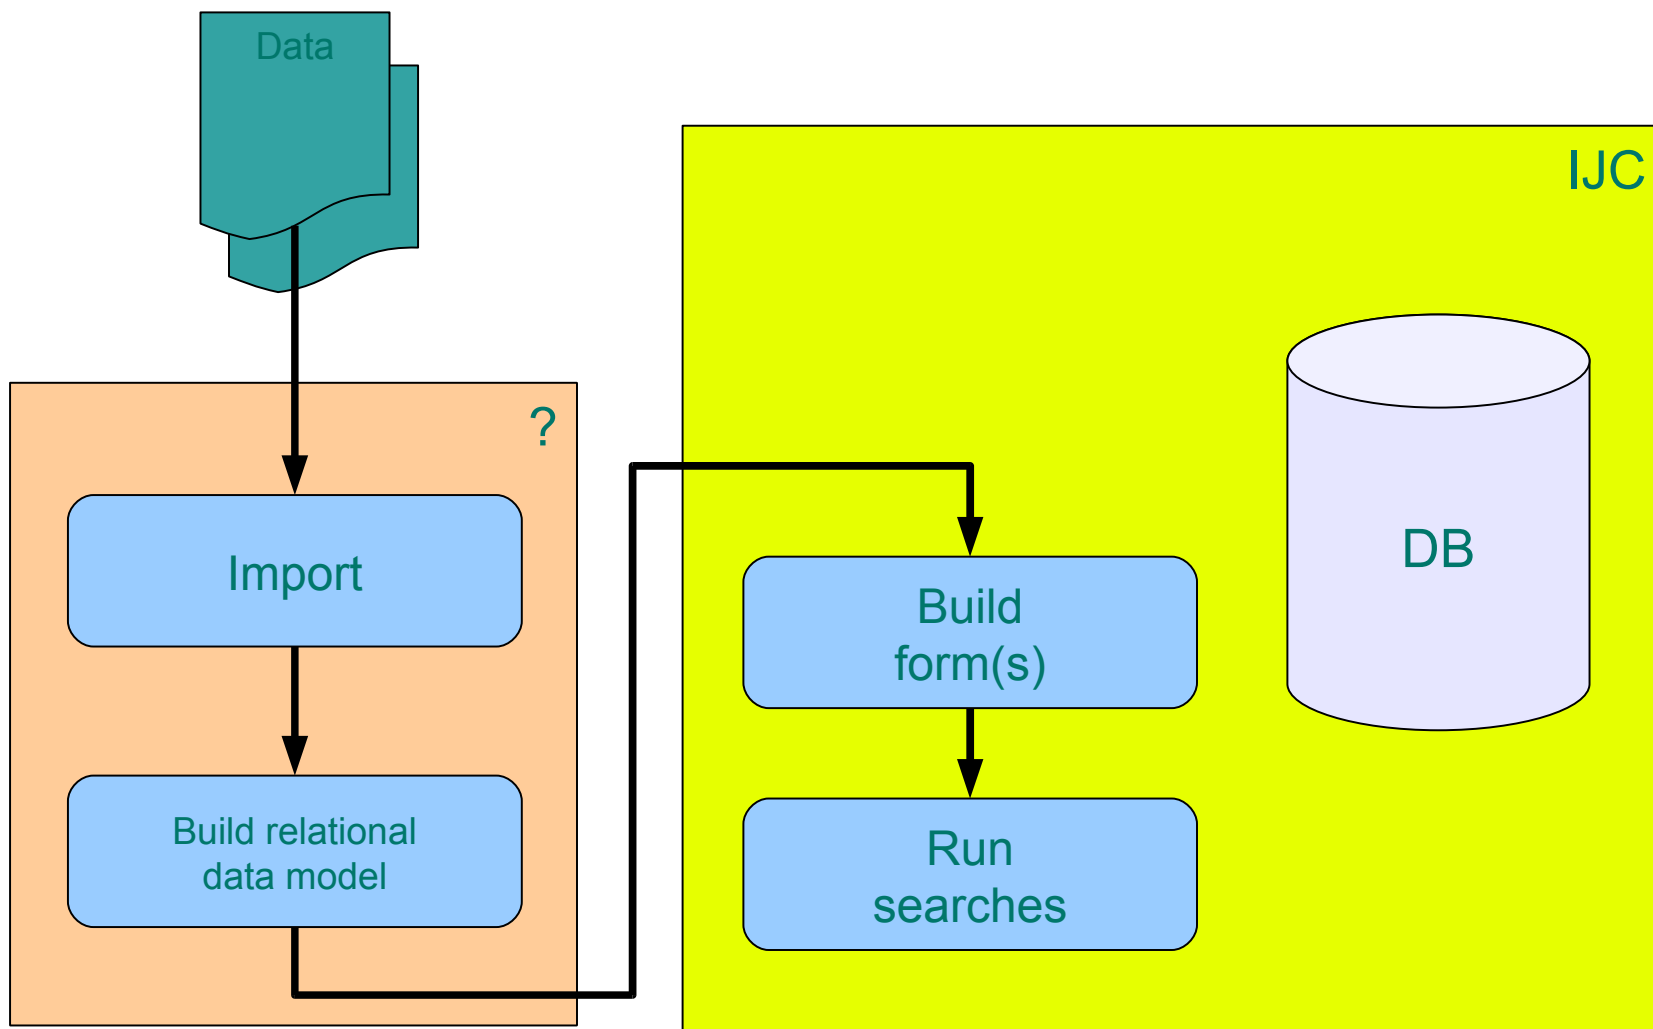 Data
?
Import
Build relational
data model
IJC
Build
form(s)
Run
searches
DB